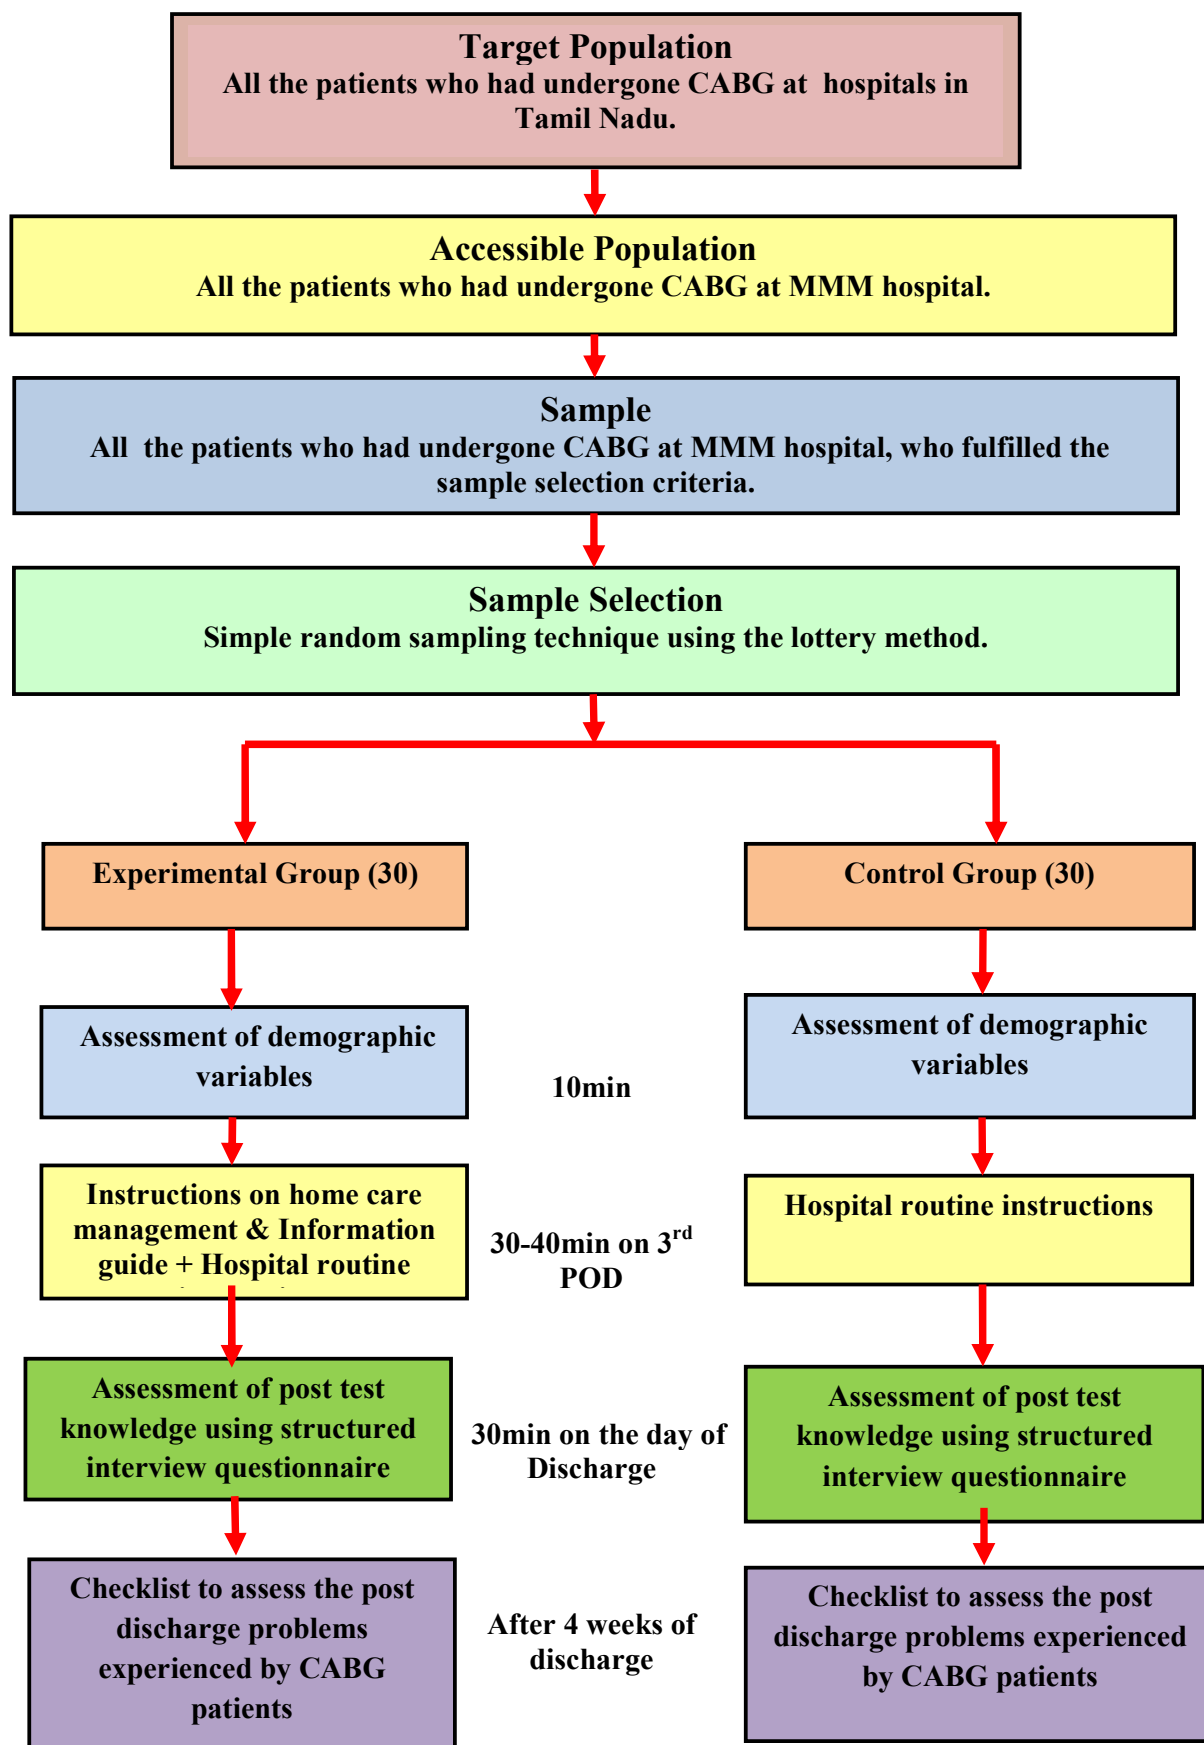 Target Population
All the patients who had undergone CABG at hospitals in
Tamil Nadu.
Accessible Population
All the patients who had undergone CABG at MMM hospital.
Sample
All the patients who had undergone CABG at MMM hospital, who fulfilled the
sample selection criteria.
Sample Selection
Simple random sampling technique using the lottery method.
Experimental Group (30)
Control Group (30)
Assessment of demographic
variables
10min
Assessment of demographic
variables
Instructions on home care
management & Information
guide + Hospital routine
30-40min on 3rd
POD
Hospital routine instructions
Assessment of post test
knowledge using structured
interview questionnaire
30min on the day of
Discharge
Assessment of post test
knowledge using structured
interview questionnaire
Checklist to assess the post
discharge problems
experienced by CABG
patients
After 4 weeks of
discharge
Checklist to assess the post
discharge problems experienced
by CABG patients